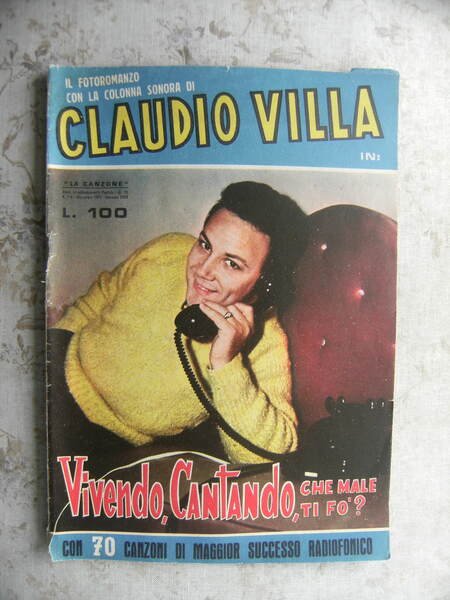 IL FOTOROMANZO
CON LA COLONNA SONORA DI
CLAUDIO VILLA
IN:
"LA CANZONE"
L. 100
Vivendo, Cantando, CHE MALE
TI FO'?
CON 70 CANZONI DI MAGGIOR SUCCESSO RADIOFONICO